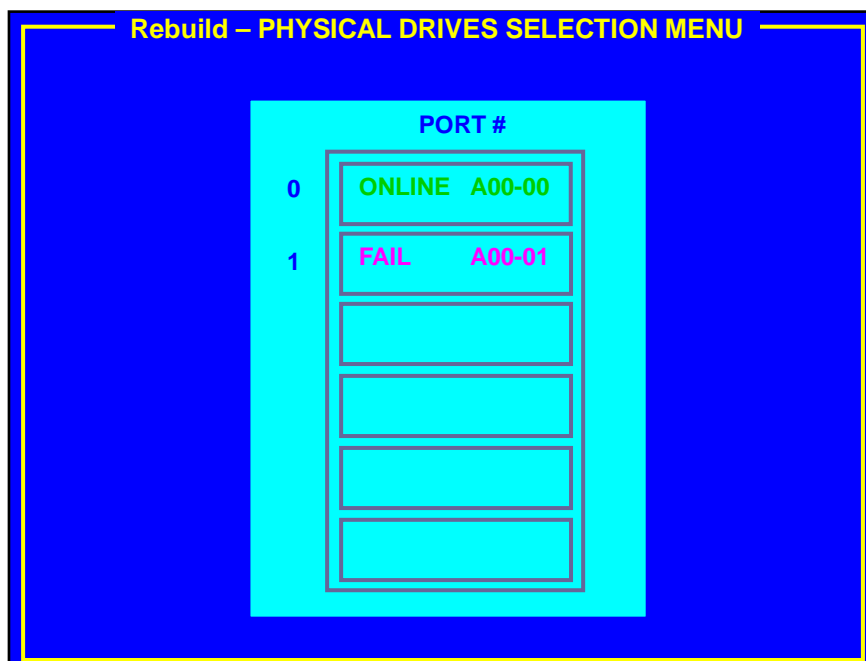 Rebuild – PHYSICAL DRIVES SELECTION MENU
PORT #
0 ONLINE A00-00
1 FAIL A00-01